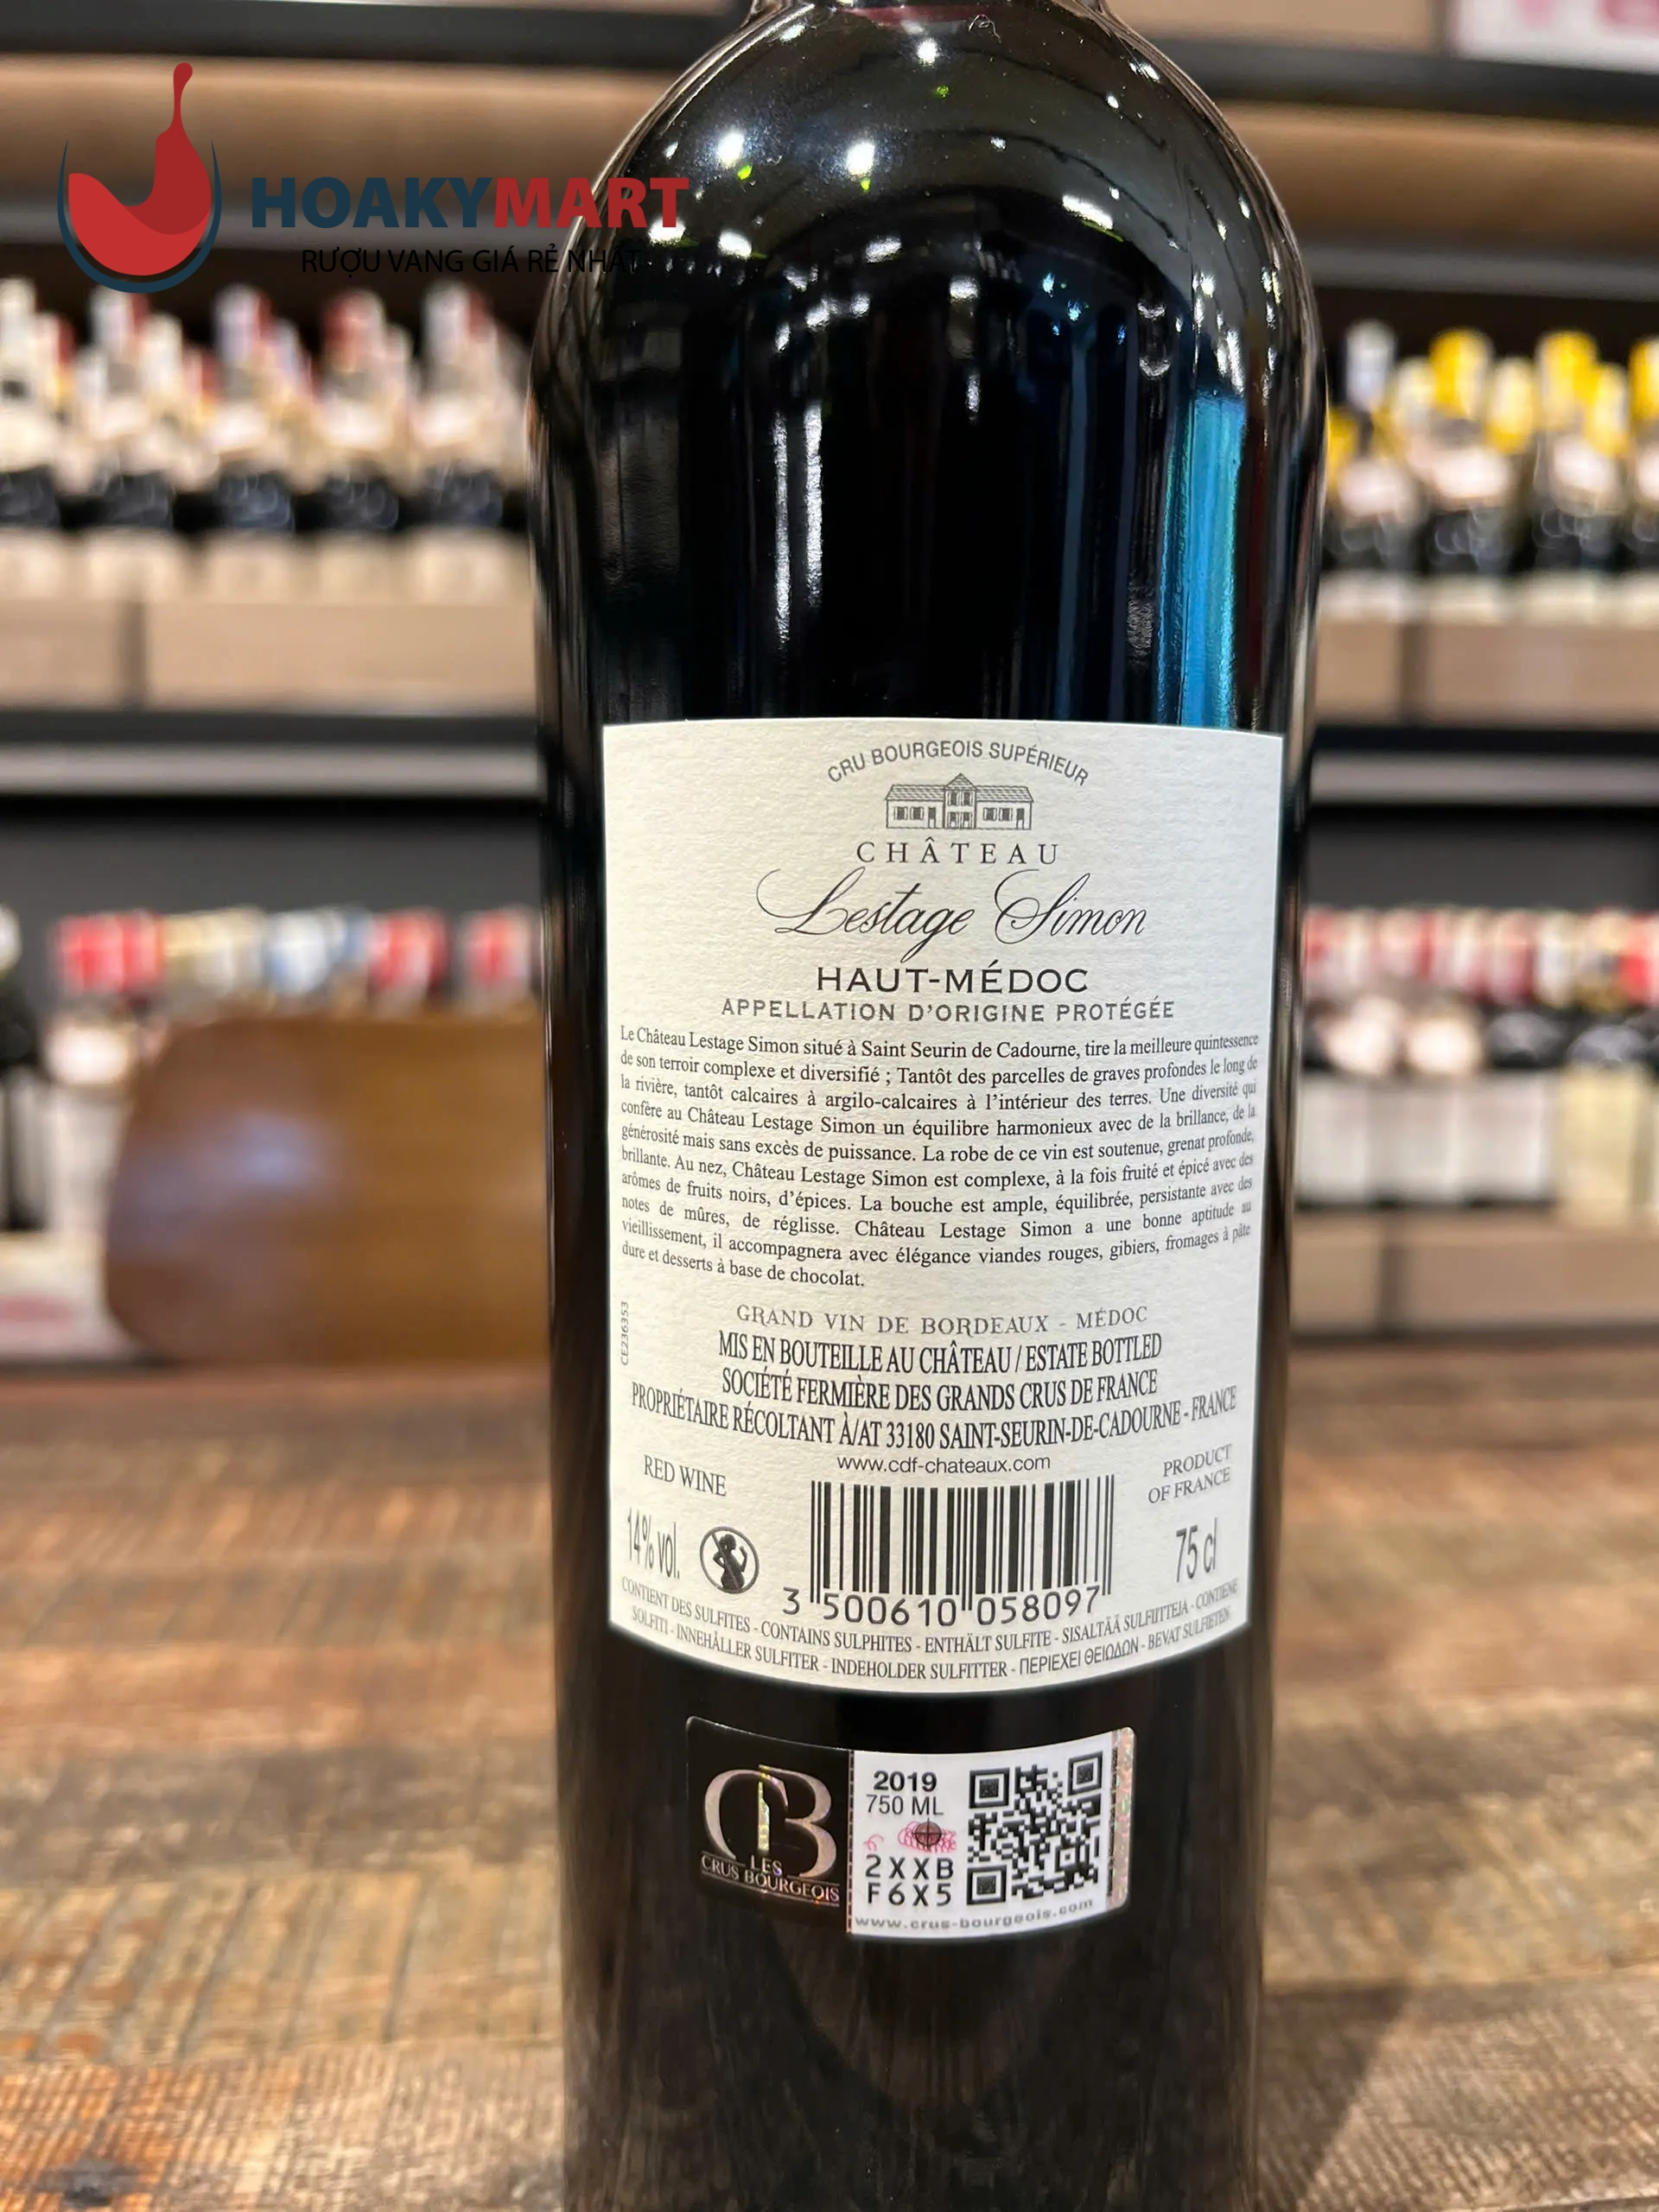 HOAKYMART
RƯỢU VANG GIÁ RẺ NHẤT
CRU BOURGEOIS SUPÉRIEUR
CHÂTEAU
Lestage Simon
HAUT-MÉDOC
APPELLATION D'ORIGINE PROTÉGÉE
Le Château Lestage Simon situé à Saint Seurin de Cadourne, tire la meilleure quintessence
de son terroir complexe et diversifié ; Tantôt des parcelles de graves profondes le long de
la rivière, tantôt calcaires à argilo-calcaires à l'intérieur des terres. Une diversité qui
confère au Château Lestage Simon un équilibre harmonieux avec de la brillance, de la
générosité mais sans excès de puissance. La robe de ce vin est soutenue, grenat profonde,
brillante. Au nez, Château Lestage Simon est complexe, à la fois fruité et épicé avec des
arômes de fruits noirs, d'épices. La bouche est ample, équilibrée, persistante avec des
notes de mûres, de réglisse. Château Lestage Simon a une bonne aptitude au
vieillissement, il accompagnera avec élégance viandes rouges, gibiers, fromages à pâte
dure et desserts à base de chocolat.
CE236353
GRAND VIN DE BORDEAUX - MÉDOC
MIS EN BOUTEILLE AU CHÂTEAU / ESTATE BOTTLED
SOCIÉTÉ FERMIÈRE DES GRANDS CRUS DE FRANCE
PROPRIÉTAIRE RÉCOLTANT À/AT 33180 SAINT-SEURIN-DE-CADOURNE - FRANCE
www.cdf-chateaux.com
RED WINE
PRODUCT
OF FRANCE
14% vol.
75 cl
3 500610 058097
CONTIENT DES SULFITES - CONTAINS SULPHITES - ENTHÄLT SULFITE - SISÄLTÄÄ SULFIITTEJA - CONTIENE
SOLFITI - INNEHÅLLER SULFITER - INDEHOLDER SULFITTER - ΠΕΡΙΕΧΕΙ ΘΕΙΩΔΩΝ - BEVAT SULFIETEN
CB
LES
CRUS BOURGEOIS
2019
750 ML
2XXB
F6X5
www.crus-bourgeois.com